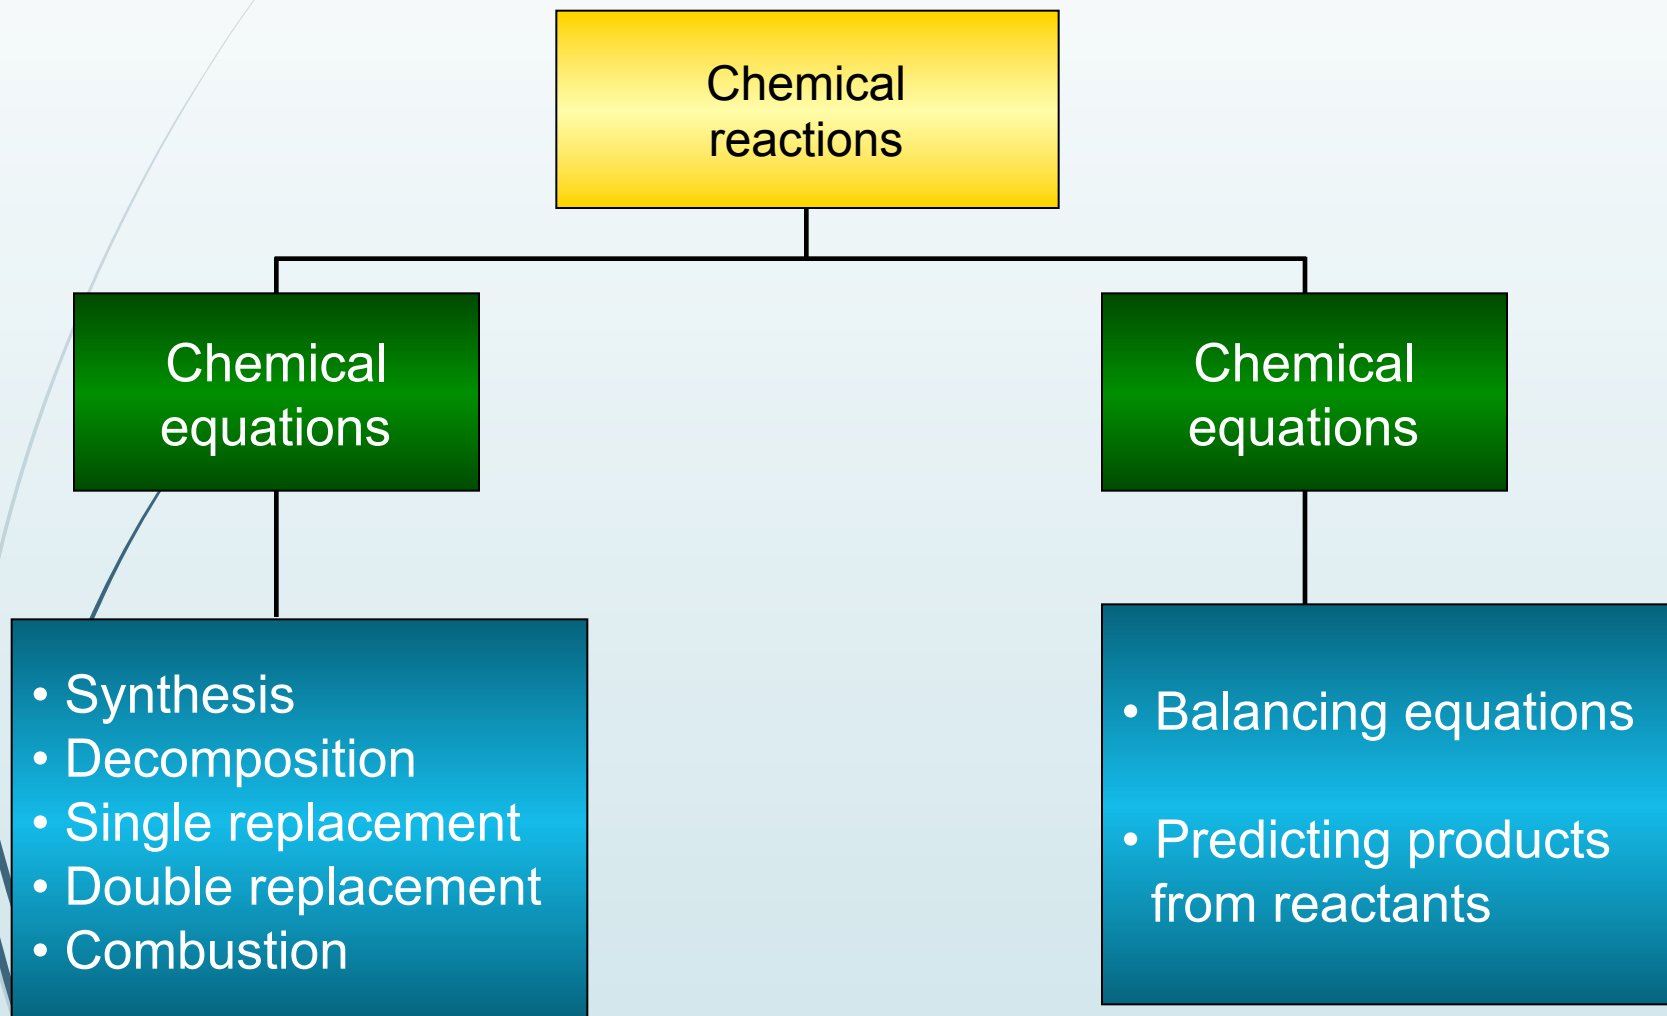 Chemical
reactions
Chemical
equations
Chemical
equations
• Synthesis
• Decomposition
• Single replacement
• Double replacement
• Combustion
• Balancing equations
• Predicting products
from reactants